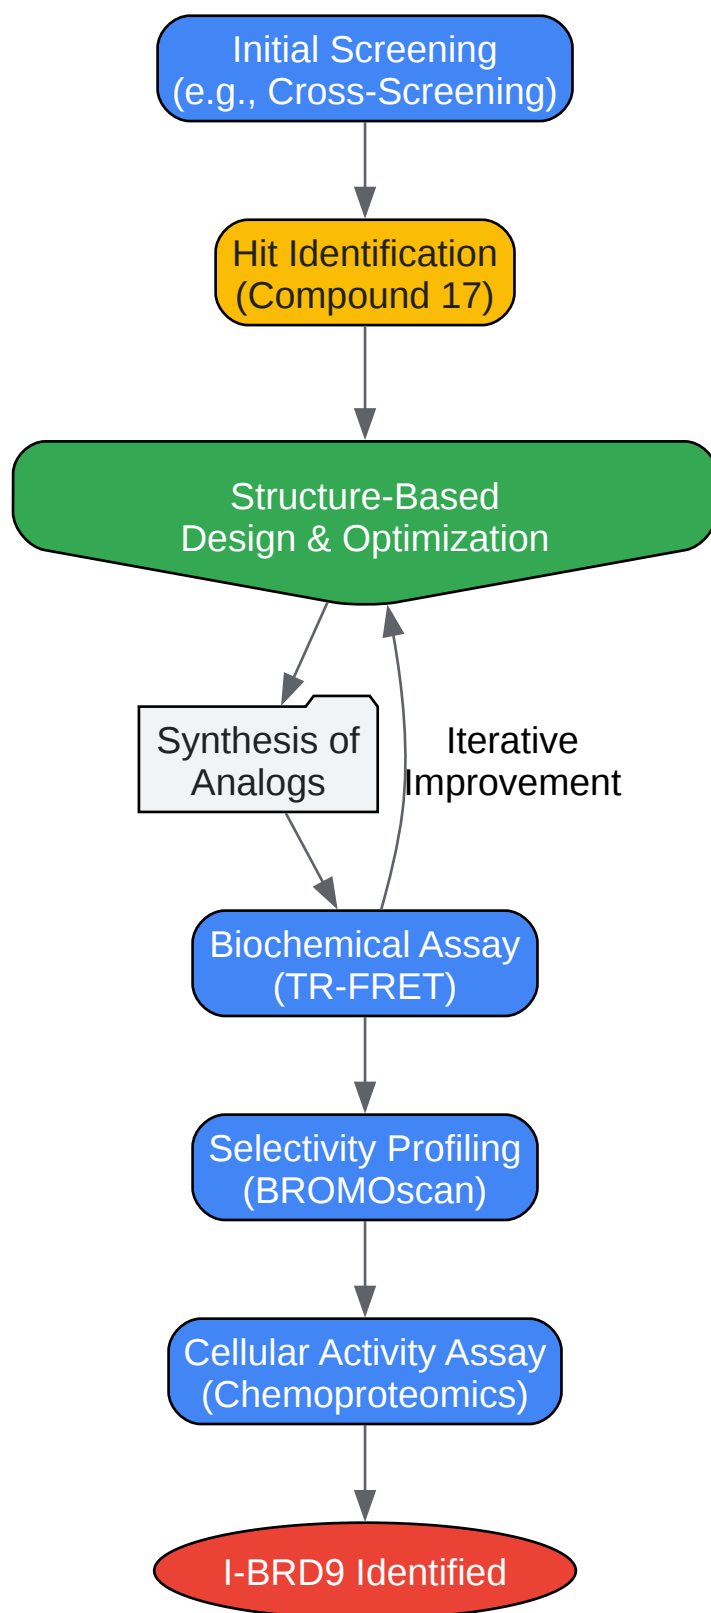 Initial Screening
(e.g., Cross-Screening)
Hit Identification
(Compound 17)
Structure-Based
Design & Optimization
Synthesis of
Analogs
Iterative
Improvement
Biochemical Assay
(TR-FRET)
Selectivity Profiling
(BROMOscan)
Cellular Activity Assay
(Chemoproteomics)
I-BRD9 Identified